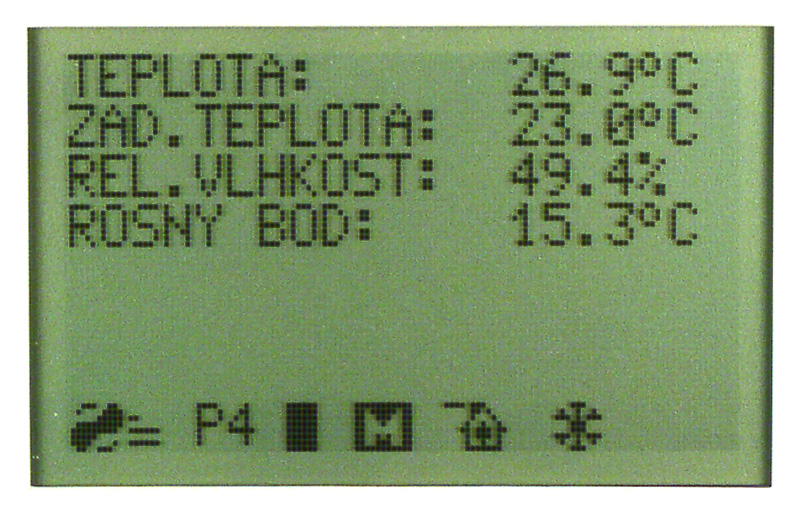 TEPLOTA: 26.9°C
ZAD.TEPLOTA: 23.0°C
REL.VLHKOST: 49.4%
ROSNY BOD: 15.3°C
P4 M